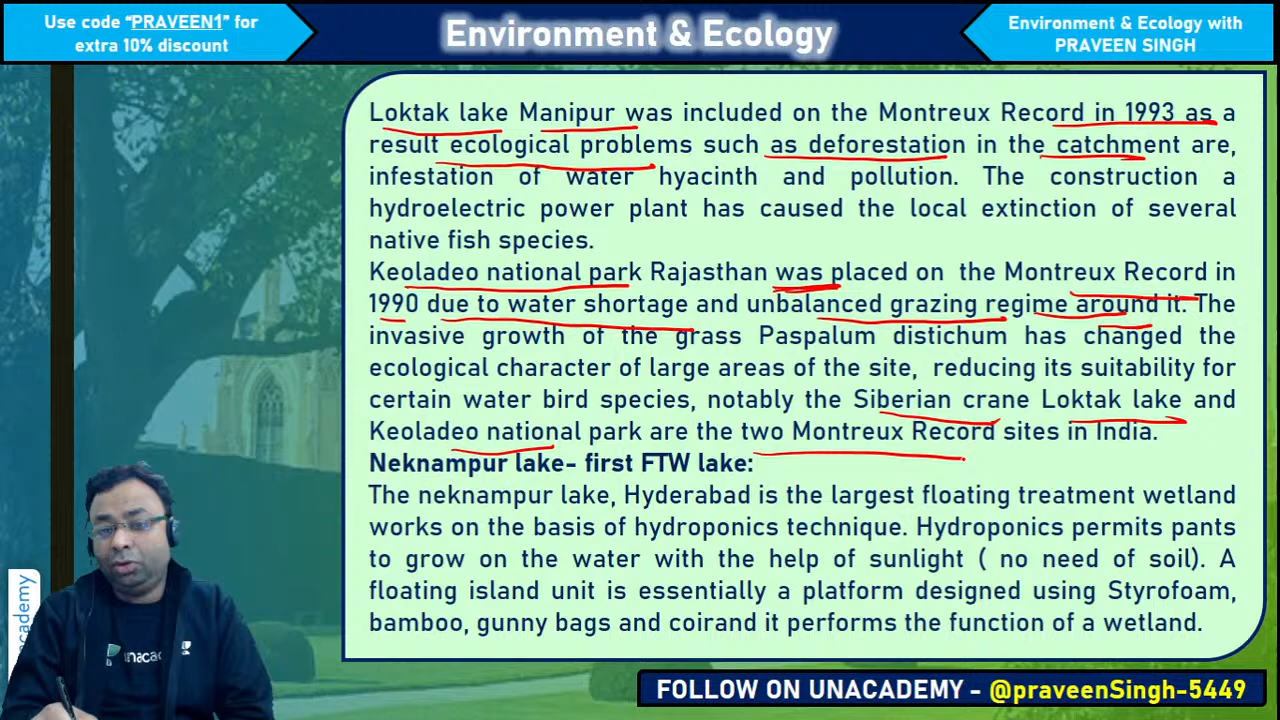 Use code “PRAVEEN1” for
extra 10% discount
Environment & Ecology
Environment & Ecology with
PRAVEEN SINGH
Loktak lake Manipur was included on the Montreux Record in 1993 as a
result ecological problems such as deforestation in the catchment are,
infestation of water hyacinth and pollution. The construction a
hydroelectric power plant has caused the local extinction of several
native fish species.
Keoladeo national park Rajasthan was placed on the Montreux Record in
1990 due to water shortage and unbalanced grazing regime around it. The
invasive growth of the grass Paspalum distichum has changed the
ecological character of large areas of the site, reducing its suitability for
certain water bird species, notably the Siberian crane Loktak lake and
Keoladeo national park are the two Montreux Record sites in India.
Neknampur lake- first FTW lake:
The neknampur lake, Hyderabad is the largest floating treatment wetland
works on the basis of hydroponics technique. Hydroponics permits pants
to grow on the water with the help of sunlight ( no need of soil). A
floating island unit is essentially a platform designed using Styrofoam,
bamboo, gunny bags and coirand it performs the function of a wetland.
FOLLOW ON UNACADEMY - @praveenSingh-5449